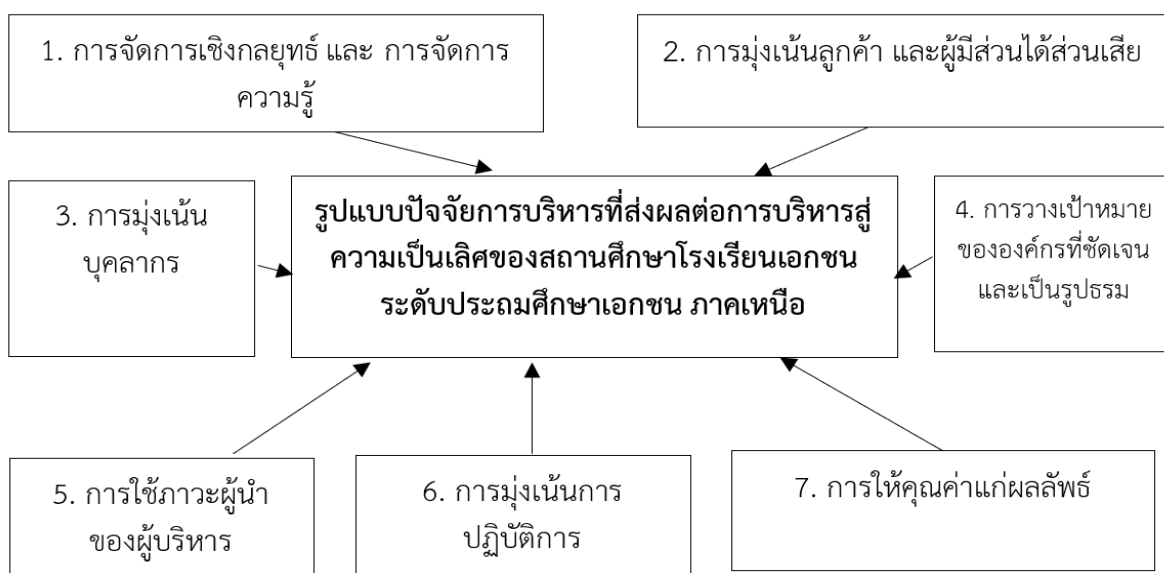 1. การจัดการเชิงกลยุทธ์ และ การจัดการ
ความรู้
2. การมุ่งเน้นลูกค้า และผู้มีส่วนได้ส่วนเสีย
3. การมุ่งเน้น
บุคลากร
รูปแบบปัจจัยการบริหารที่ส่งผลต่อการบริหารสู่
ความเป็นเลิศของสถานศึกษาโรงเรียนเอกชน
ระดับประถมศึกษาเอกชน ภาคเหนือ
4. การวางเป้าหมาย
ขององค์กรที่ชัดเจน
และเป็นรูปธรรม
5. การใช้ภาวะผู้นำ
ของผู้บริหาร
6. การมุ่งเน้นการ
ปฏิบัติการ
7. การให้คุณค่าแก่ผลลัพธ์